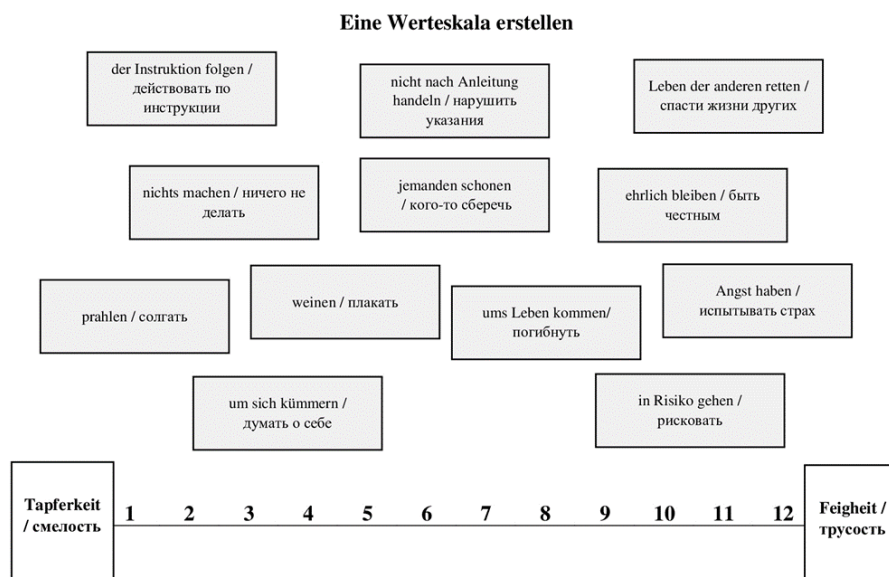 Eine Werteskala erstellen
der Instruktion folgen /
действовать по
инструкции
nicht nach Anleitung
handeln / нарушить
указания
Leben der anderen retten /
спасти жизни других
nichts machen / ничего не
делать
jemanden schonen
/ кого-то сберечь
ehrlich bleiben / быть
честным
prahlen / солгать
weinen / плакать
ums Leben kommen/
погибнуть
Angst haben /
испытывать страх
um sich kümmern /
думать о себе
in Risiko gehen /
рисковать
Tapferkeit
/ смелость
1 2 3 4 5 6 7 8 9 10 11 12
Feigheit /
трусость